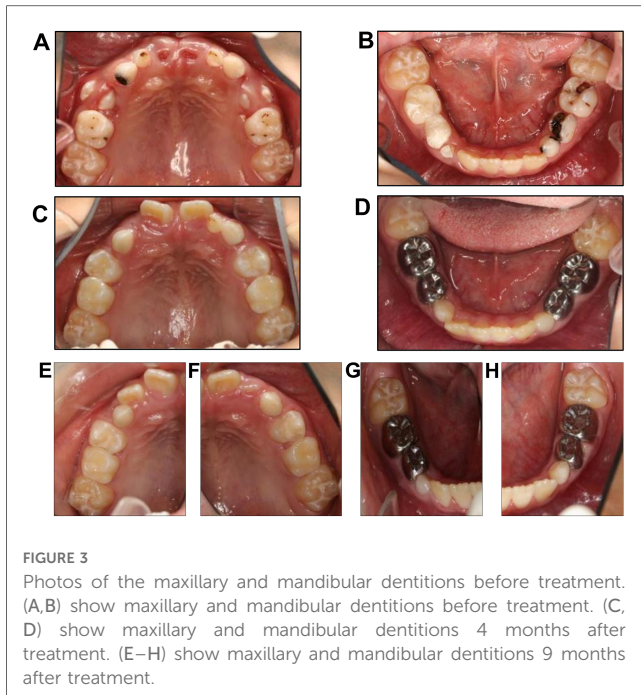 A
B
C
D
E
F
G
H
FIGURE 3
Photos of the maxillary and mandibular dentitions before treatment.
(A,B) show maxillary and mandibular dentitions before treatment. (C,
D) show maxillary and mandibular dentitions 4 months after
treatment. (E–H) show maxillary and mandibular dentitions 9 months
after treatment.